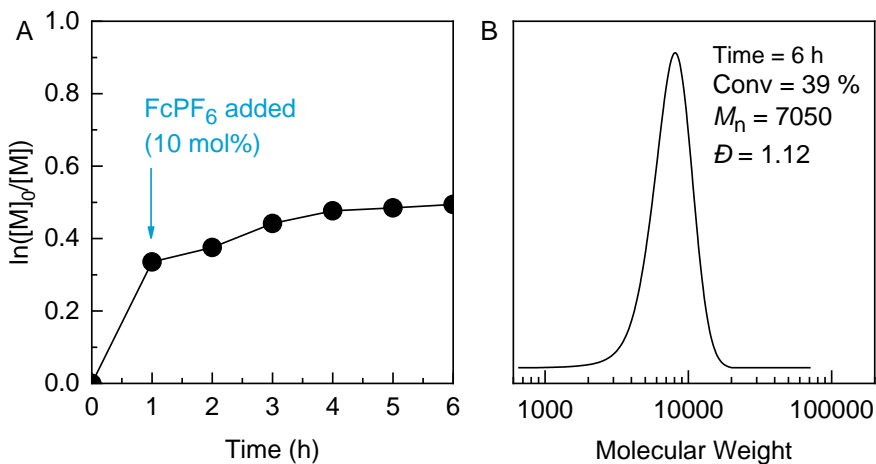 A
1.0
0.8
0.6
0.4
0.2
0.0
ln([M]₀/[M])
FcPF₆ added
(10 mol%)
0 1 2 3 4 5 6
Time (h)
B
Time = 6 h
Conv = 39 %
Mₙ = 7050
Đ = 1.12
1000 10000 100000
Molecular Weight